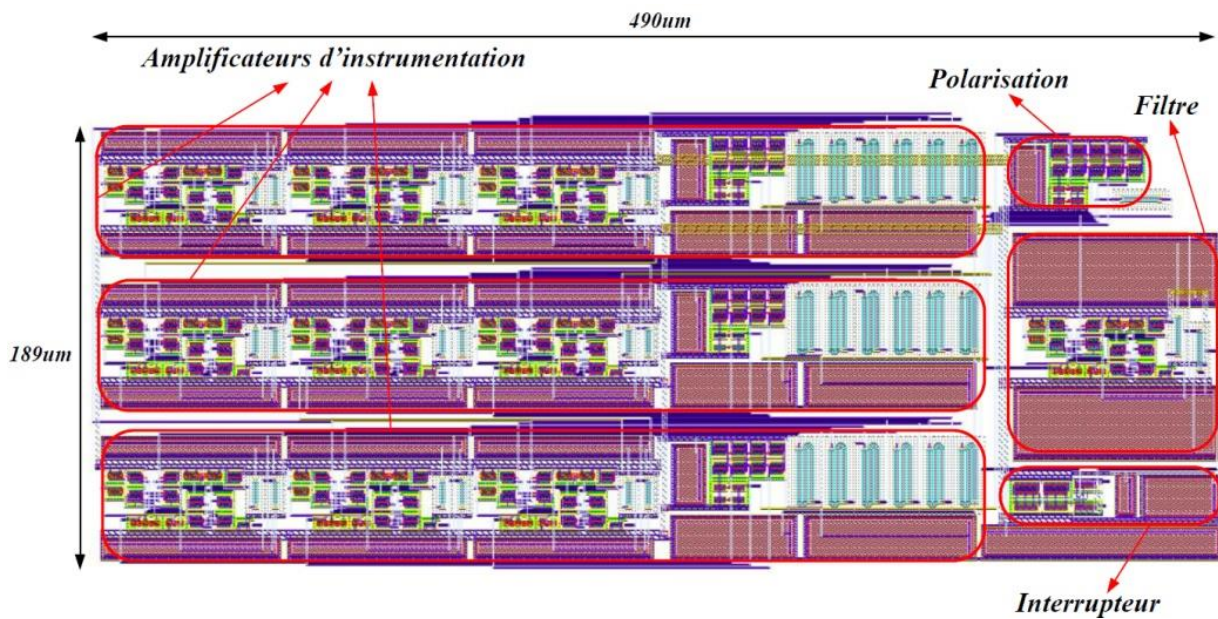 490um
Amplificateurs d'instrumentation
Polarisation
Filtre
189um
Interrupteur